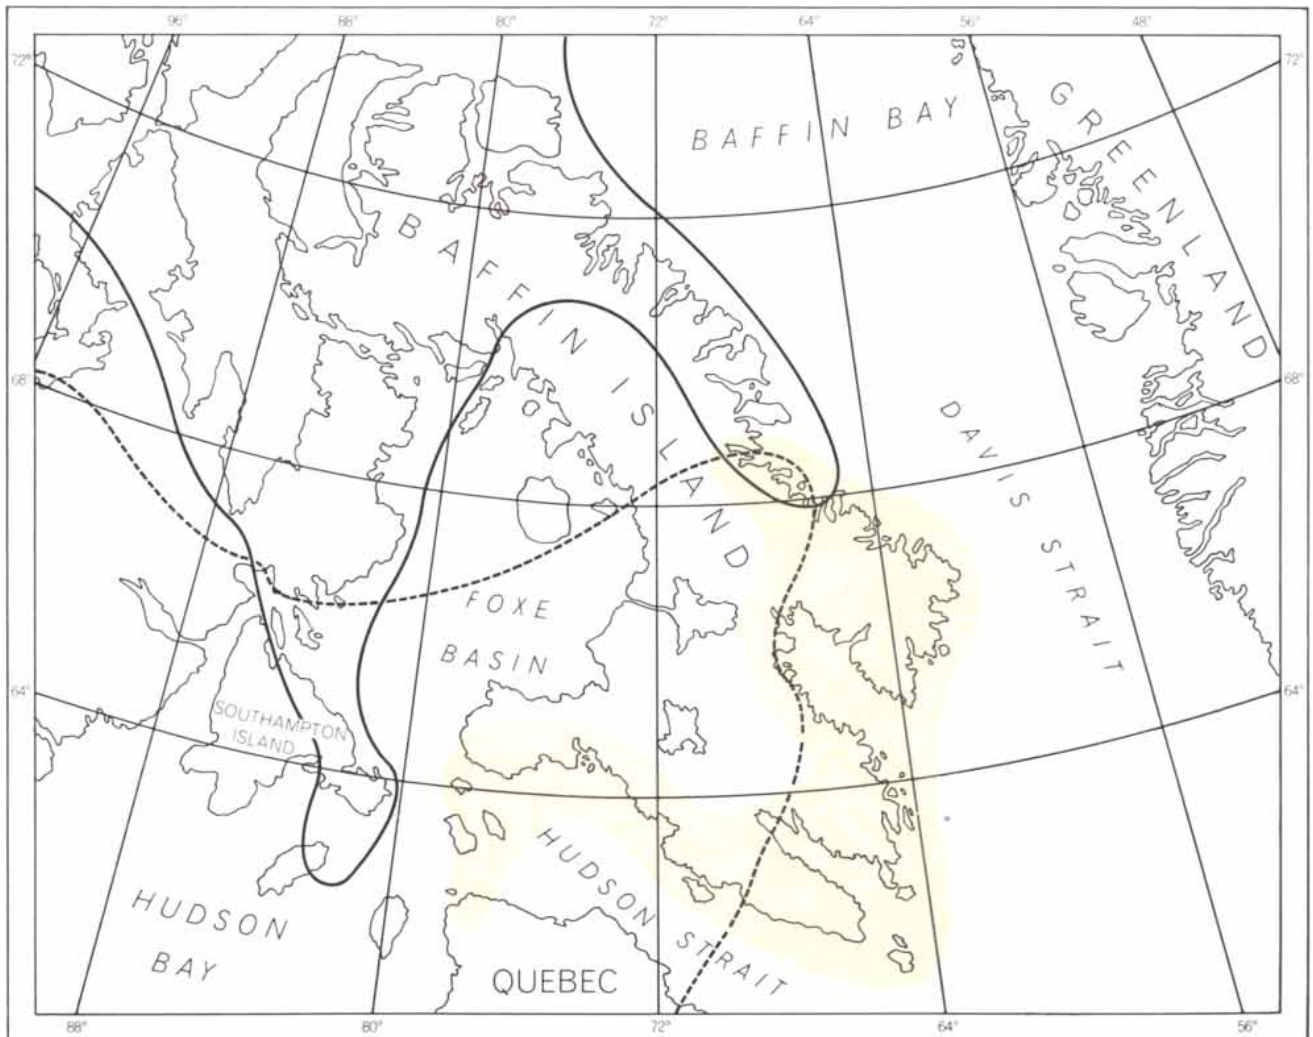 96° 88° 80° 72° 64° 56° 48°
72° 72°
BAFFIN BAY
GREENLAND
BAFFIN ISLAND
68° 68°
DAVIS STRAIT
FOXE
BASIN
64° 64°
SOUTHAMPTON
ISLAND
HUDSON STRAIT
HUDSON
BAY
QUEBEC
88° 80° 72° 64° 56°